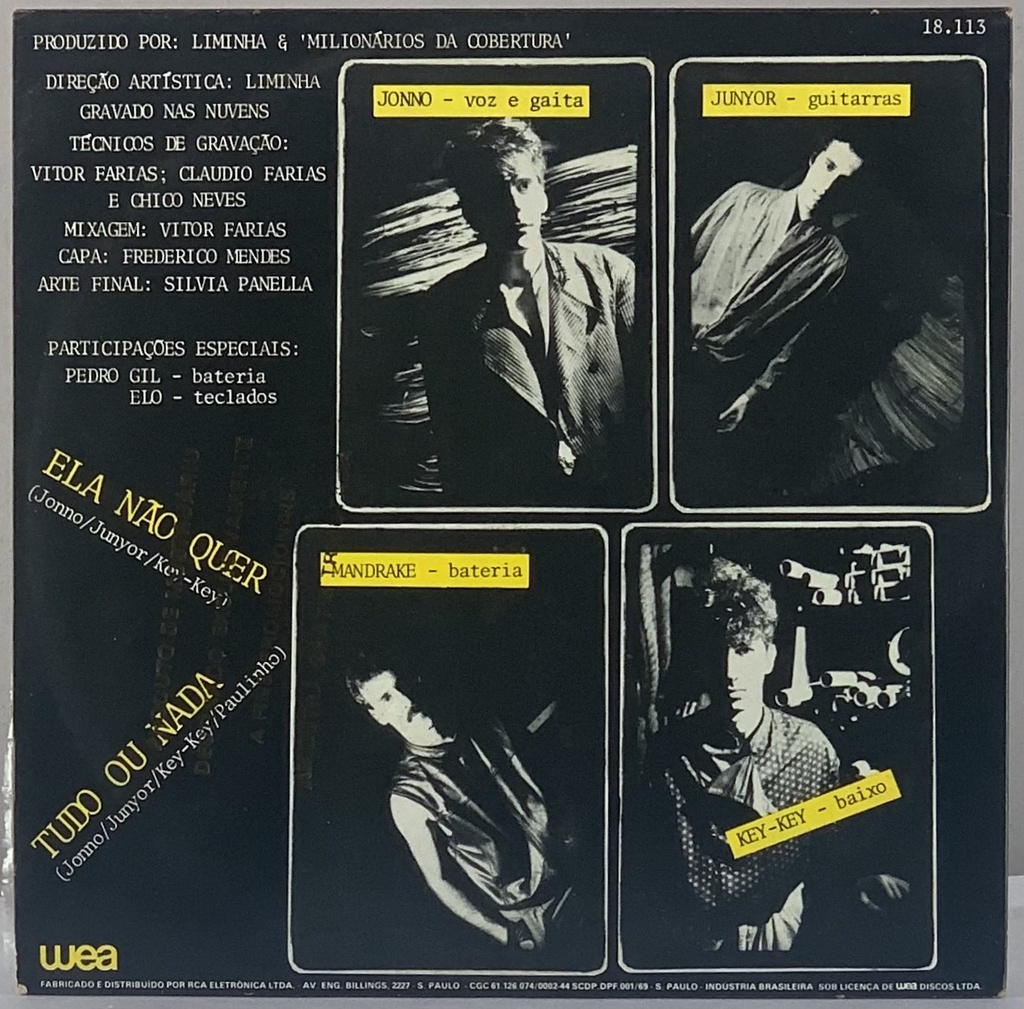 18.113
PRODUZIDO POR: LIMINHA & 'MILIONÁRIOS DA COBERTURA'
DIREÇÃO ARTÍSTICA: LIMINHA
GRAVADO NAS NUVENS
TÉCNICOS DE GRAVAÇÃO:
VITOR FARIAS; CLAUDIO FARIAS
E CHICO NEVES
MIXAGEM: VITOR FARIAS
CAPA: FREDERICO MENDES
ARTE FINAL: SILVIA PANELLA
PARTICIPAÇÕES ESPECIAIS:
PEDRO GIL - bateria
ELO - teclados
JONNO - voz e gaita
JUNYOR - guitarras
ELA NÃO QUER
(Jonno/Junyor/Key-Key)
TUDO OU NADA
(Jonno/Junyor/Key-Key/Paulinho)
MANDRAKE - bateria
KEY-KEY - baixo
wea
FABRICADO E DISTRIBUÍDO POR RCA ELETRÔNICA LTDA. AV. ENG. BILLINGS, 2227 - S. PAULO - CGC 61.126.074/0002-44 SCDP.DPF.001/69 - S. PAULO - INDÚSTRIA BRASILEIRA SOB LICENÇA DE wea DISCOS LTDA.